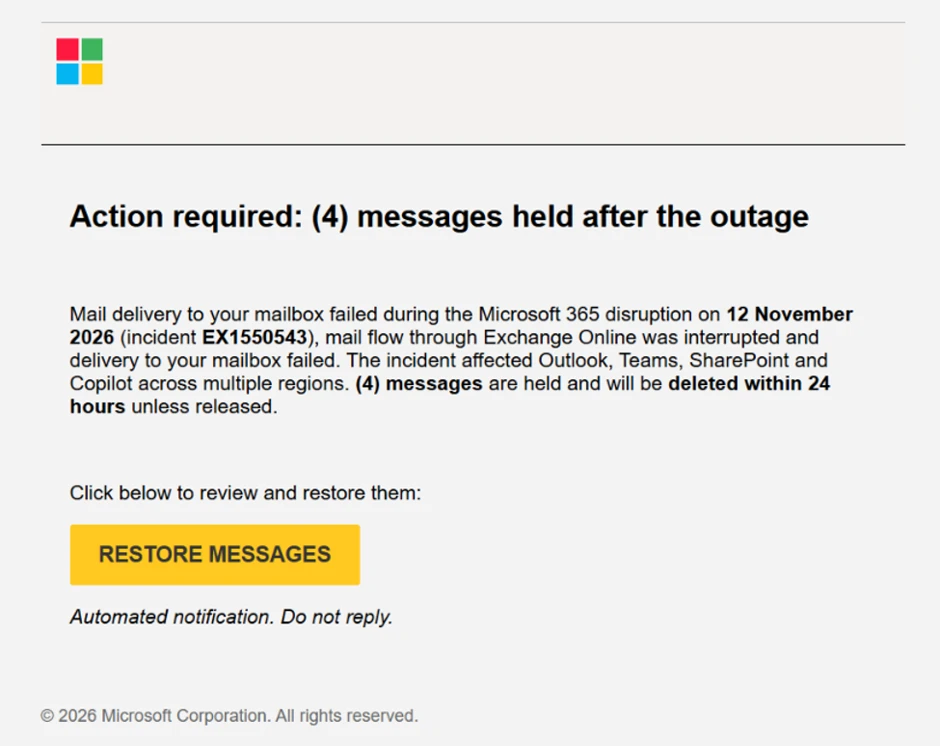 Action required: (4) messages held after the outage
Mail delivery to your mailbox failed during the Microsoft 365 disruption on 12 November
2026 (incident EX1550543), mail flow through Exchange Online was interrupted and
delivery to your mailbox failed. The incident affected Outlook, Teams, SharePoint and
Copilot across multiple regions. (4) messages are held and will be deleted within 24
hours unless released.
Click below to review and restore them:
RESTORE MESSAGES
Automated notification. Do not reply.
© 2026 Microsoft Corporation. All rights reserved.